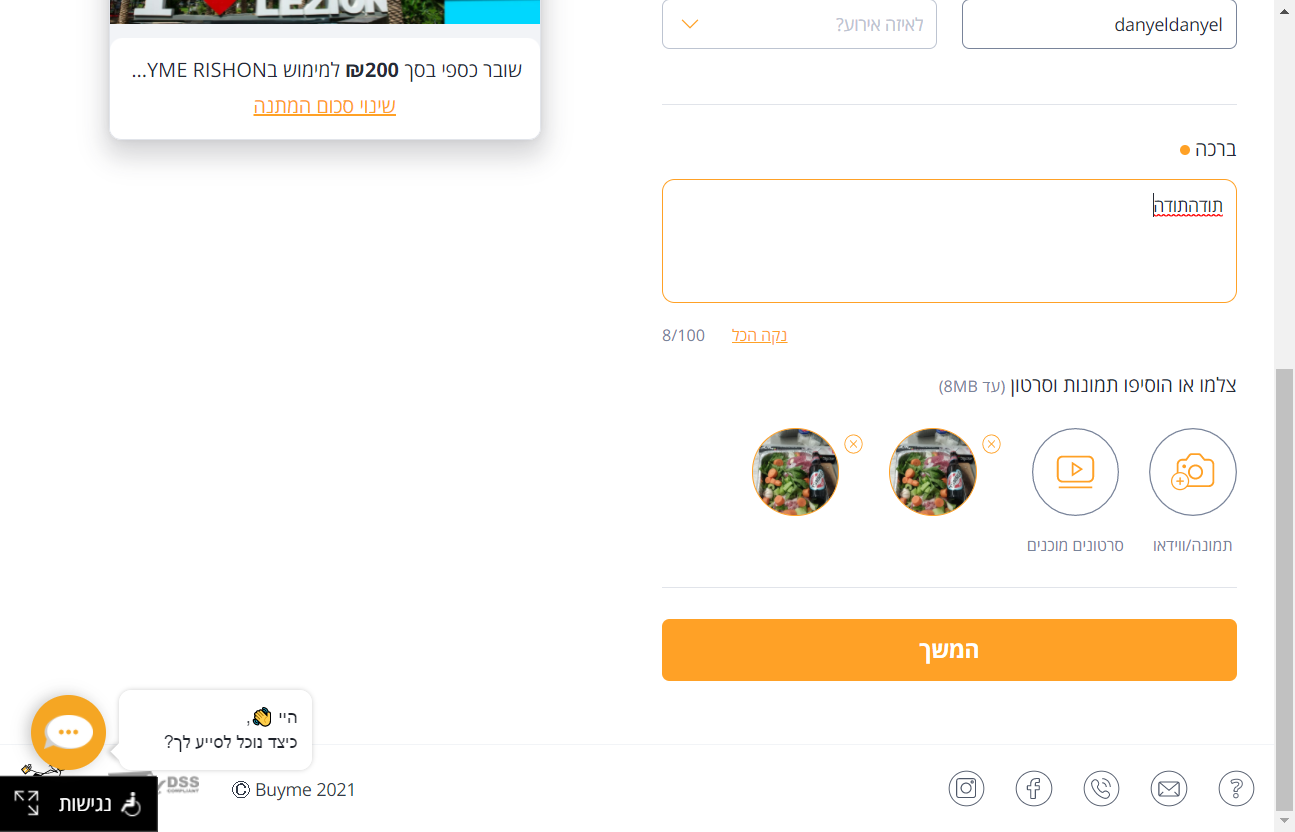 LEZION
danyeldanyel
לאיזה אירוע?
שובר כספי בסך 200₪ למימוש בYME RISHON...
שינוי סכום המתנה
ברכה
תודהתודה
נקה הכל
8/100
צלמו או הוסיפו תמונות וסרטון (עד 8MB)
תמונה/ווידאו
סרטונים מוכנים
המשך
היי 👋,
כיצד נוכל לסייע לך?
© Buyme 2021
DSS
COMPLIANT
נגישות